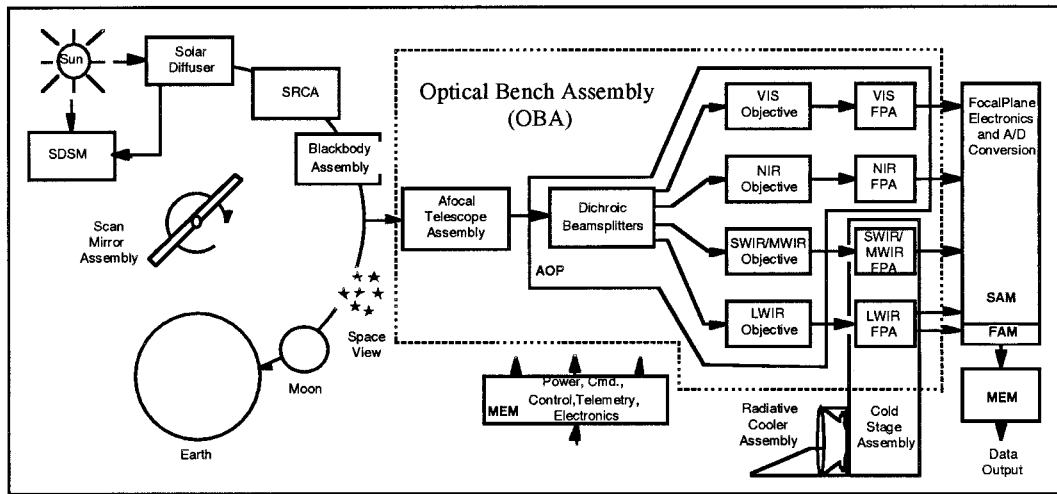 Sun
Solar
Diffuser
SRCA
SDSM
Blackbody
Assembly
Scan
Mirror
Assembly
Space
View
Moon
Earth
Optical Bench Assembly
(OBA)
Afocal
Telescope
Assembly
Dichroic
Beamsplitters
AOP
VIS
Objective
VIS
FPA
NIR
Objective
NIR
FPA
SWIR/MWIR
Objective
SWIR/
MWIR
FPA
LWIR
Objective
LWIR
FPA
FocalPlane
Electronics
and A/D
Conversion
SAM
FAM
MEM
Data
Output
Power, Cmd.,
Control,Telemetry,
MEM Electronics
Radiative
Cooler
Assembly
Cold
Stage
Assembly